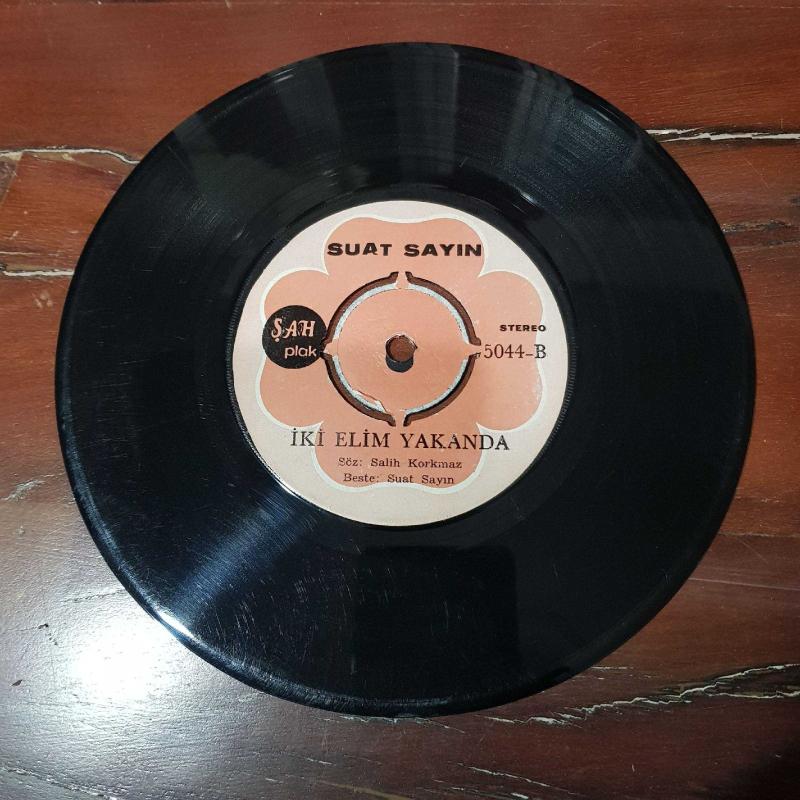 SUAT SAYIN
ŞAH
plak
STEREO
5044-B
İKİ ELİM YAKANDA
Söz: Salih Korkmaz
Beste: Suat Sayın